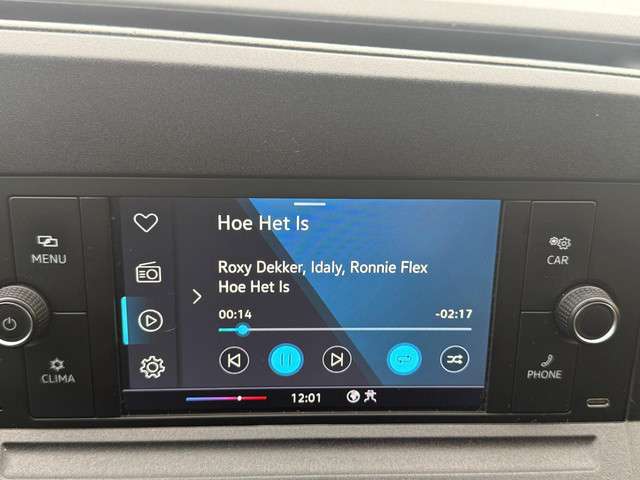 Hoe Het Is
MENU
CAR
Roxy Dekker, Idaly, Ronnie Flex
Hoe Het Is
00:14
-02:17
CLIMA
PHONE
12:01